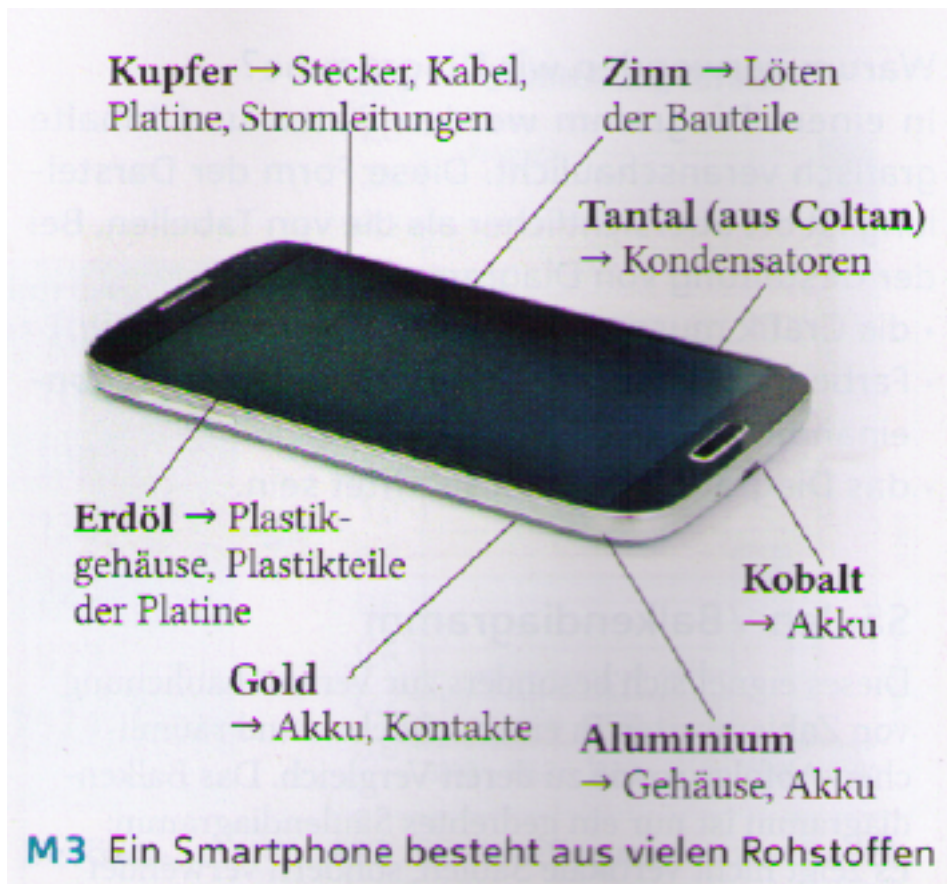 Kupfer → Stecker, Kabel,
Platine, Stromleitungen
Zinn → Löten
der Bauteile
Tantal (aus Coltan)
→ Kondensatoren
Erdöl → Plastik-
gehäuse, Plastikteile
der Platine
Kobalt
→ Akku
Gold
→ Akku, Kontakte
Aluminium
→ Gehäuse, Akku
M3 Ein Smartphone besteht aus vielen Rohstoffen